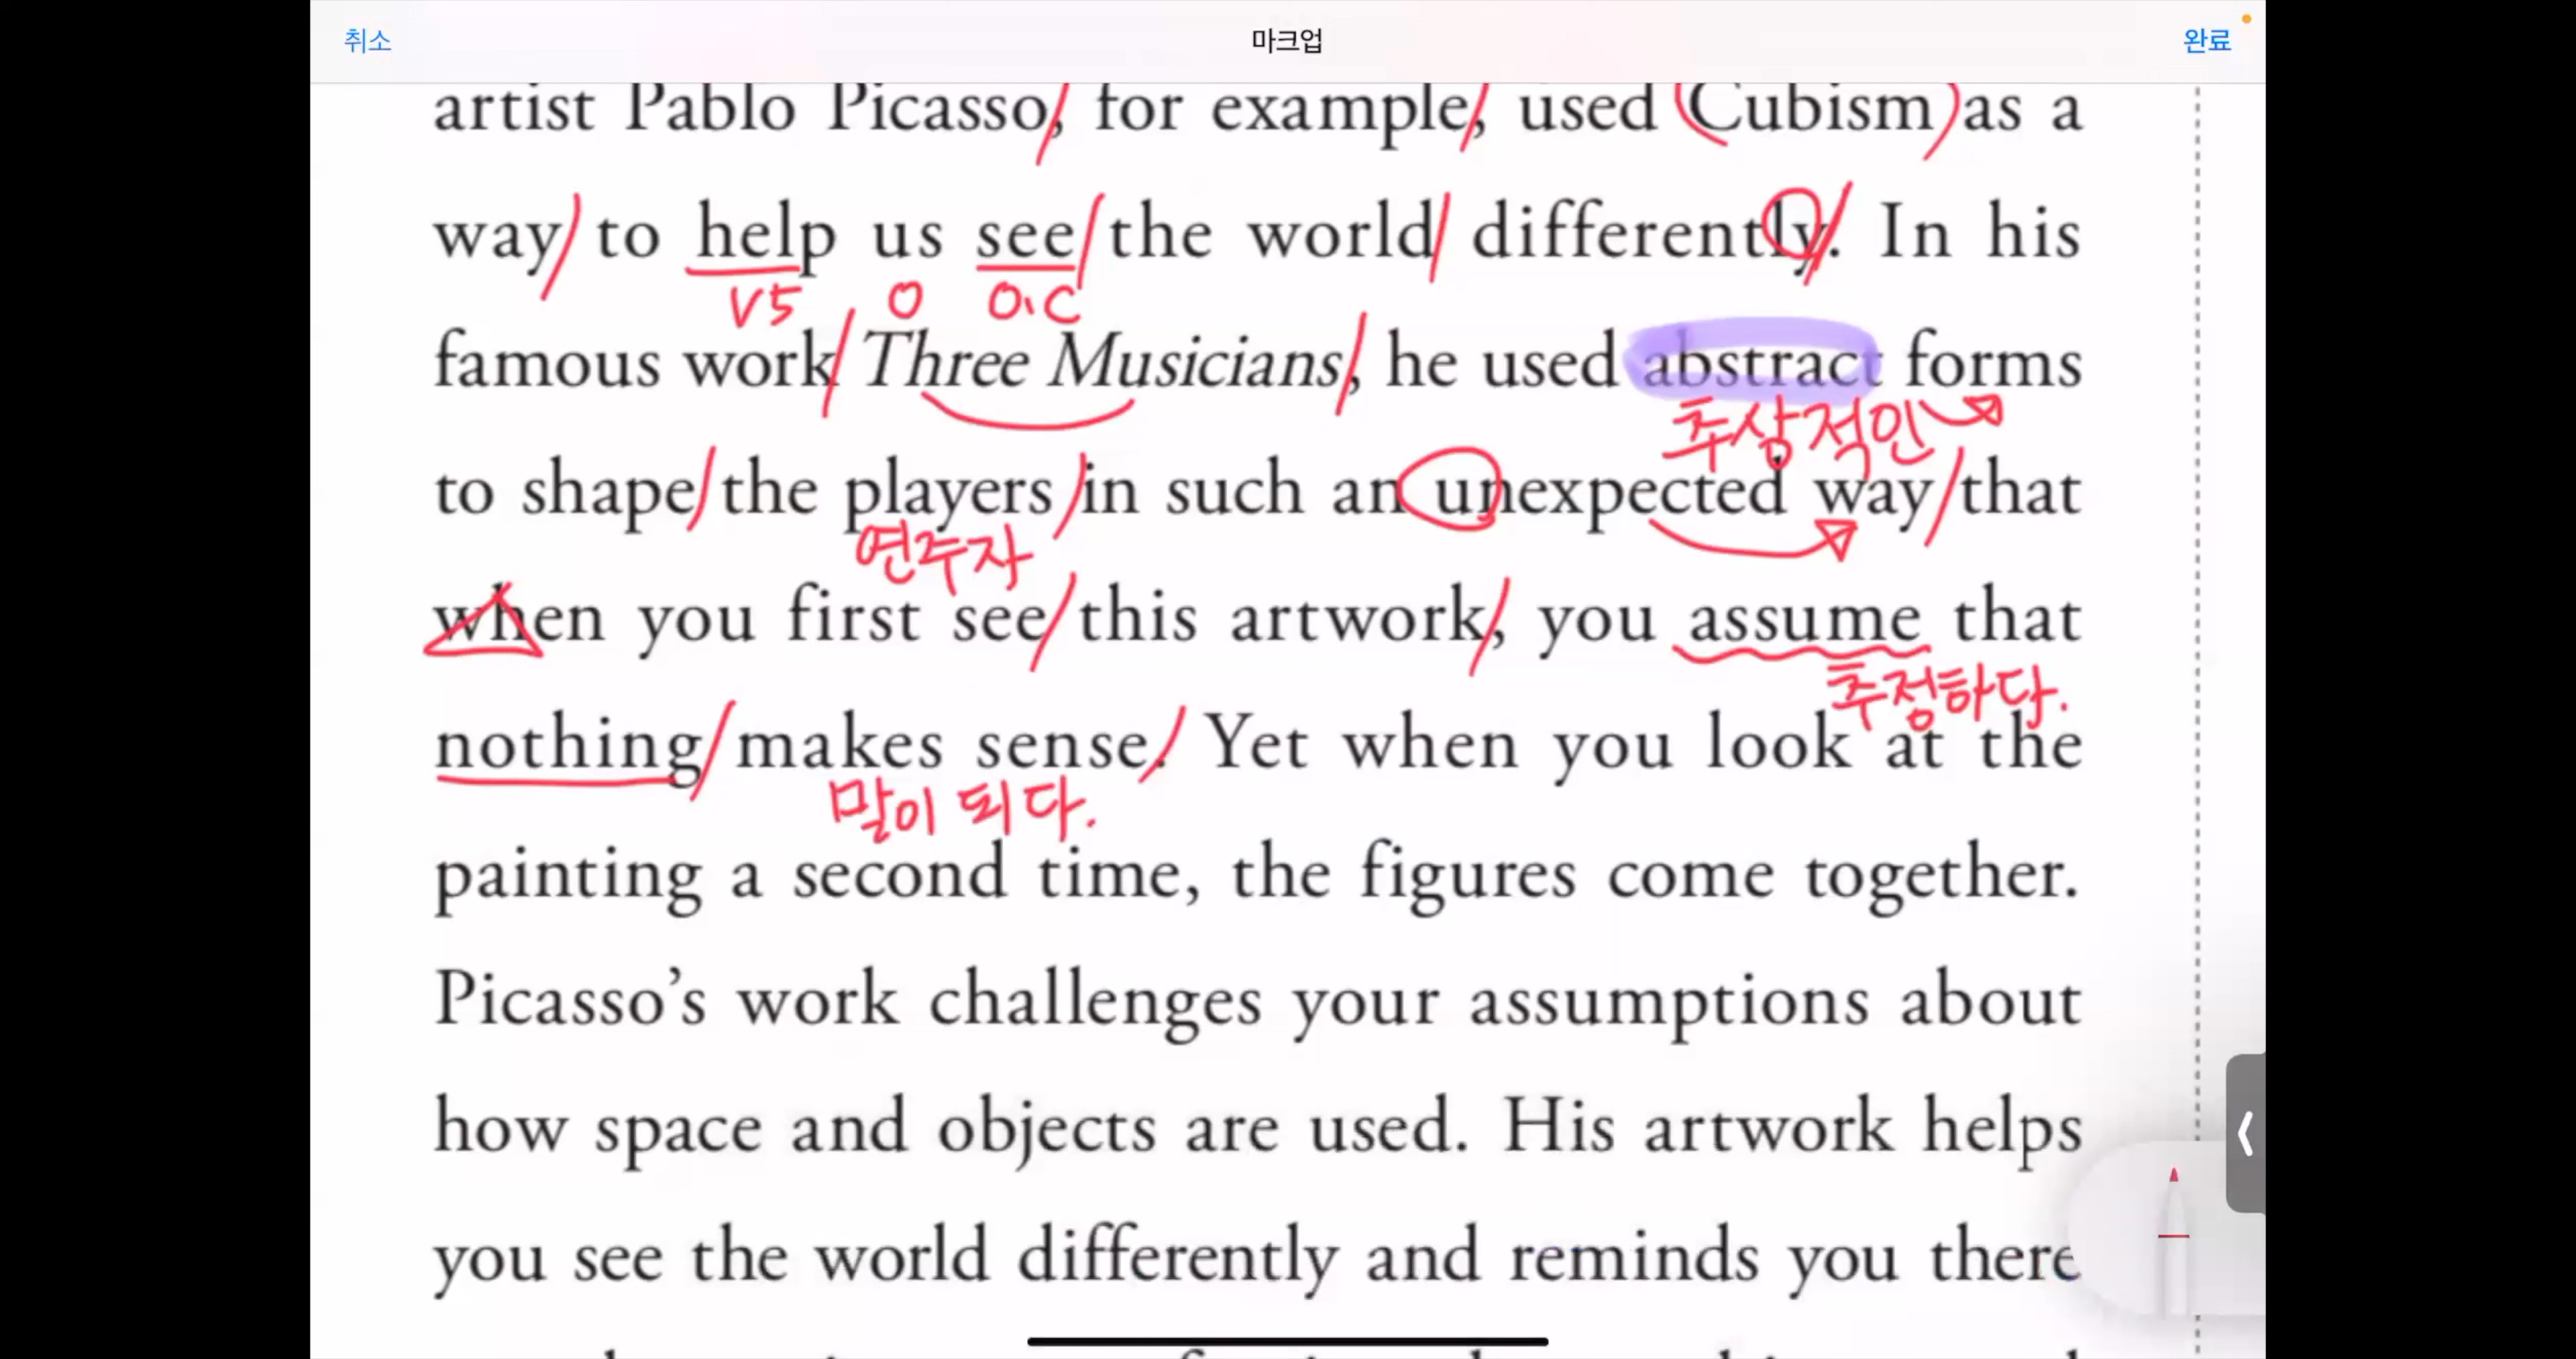 취소 마크업 완료
artist Pablo Picasso, for example, used (Cubism) as a
way to help us see the world differently. In his
V5 O O.C
famous work Three Musicians, he used abstract forms
추상적인
to shape the players in such an unexpected way that
연주자
when you first see this artwork, you assume that
추정하다.
nothing makes sense. Yet when you look at the
말이 되다.
painting a second time, the figures come together.
Picasso’s work challenges your assumptions about
how space and objects are used. His artwork helps
you see the world differently and reminds you there